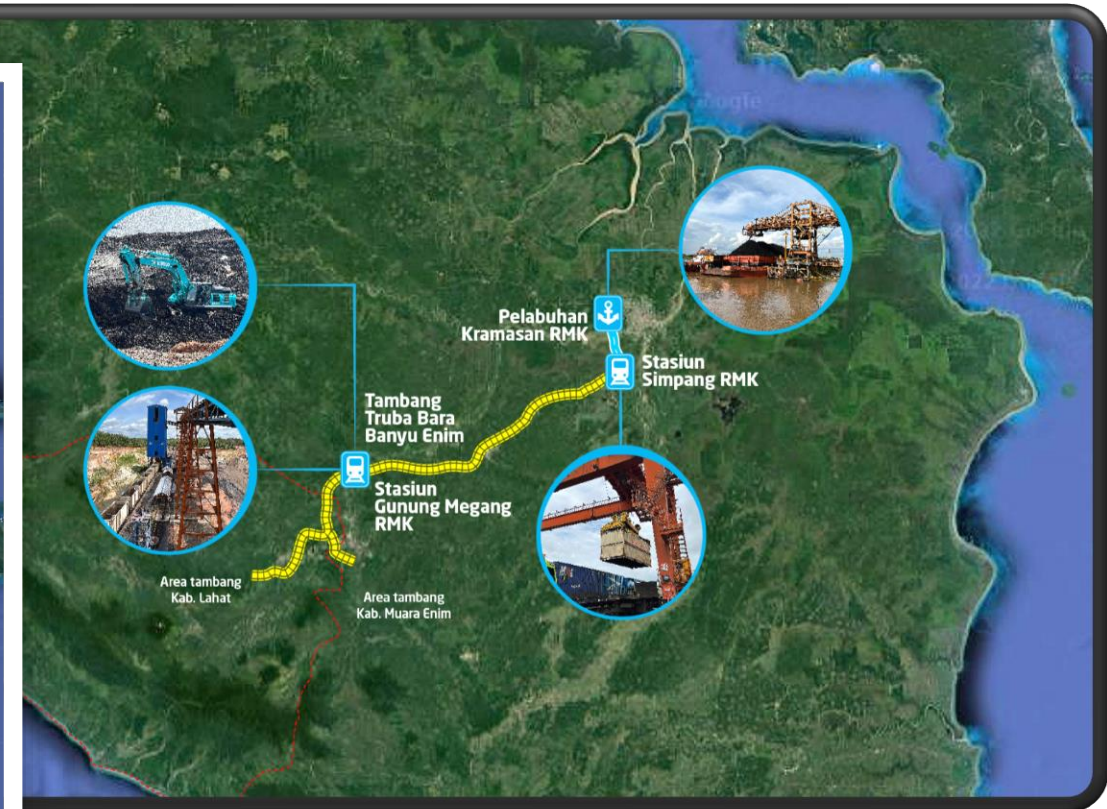 Pelabuhan
Kramasan RMK
Stasiun
Simpang RMK
Tambang
Truba Bara
Banyu Enim
Stasiun
Gunung Megang
RMK
Area tambang
Kab. Lahat
Area tambang
Kab. Muara Enim